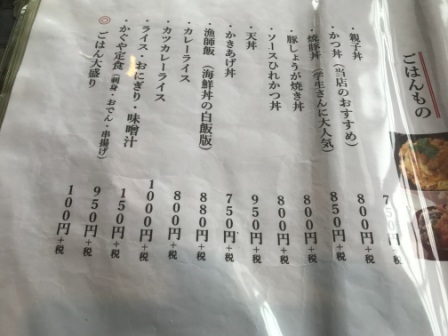 ごはんもの
・親子丼 750円+税
・かつ丼(当店のおすすめ) 800円+税
・焼豚丼(学生さんに大人気) 850円+税
・豚しょうが焼き丼 800円+税
・ソースひれかつ丼 800円+税
・天丼 950円+税
・かきあげ丼 750円+税
・漁師飯(海鮮丼の白飯版) 880円+税
・カレーライス 800円+税
・カツカレーライス 1000円+税
・ライス・おにぎり・味噌汁 150円+税
・かぐや定食(刺身・おでん・串揚げ) 950円+税
◎ごはん大盛り 100円+税